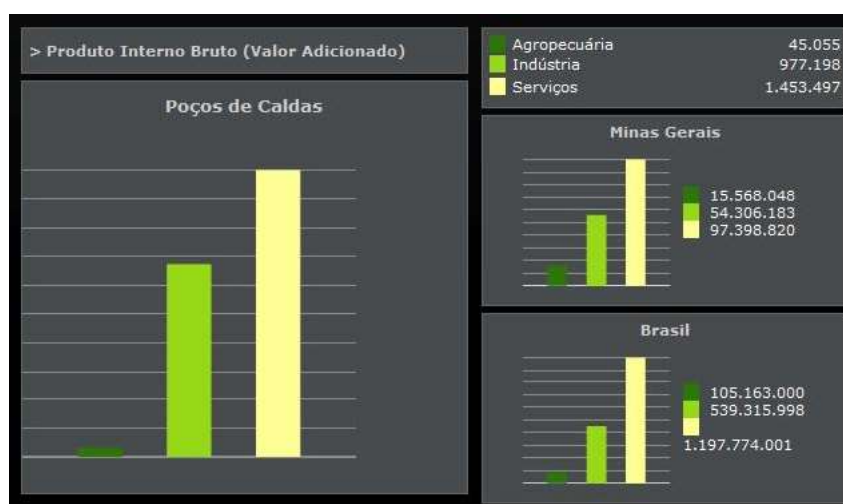 > Produto Interno Bruto (Valor Adicionado)
Poços de Caldas
Agropecuária 45.055
Indústria 977.198
Serviços 1.453.497
Minas Gerais
15.568.048
54.306.183
97.398.820
Brasil
105.163.000
539.315.998
1.197.774.001